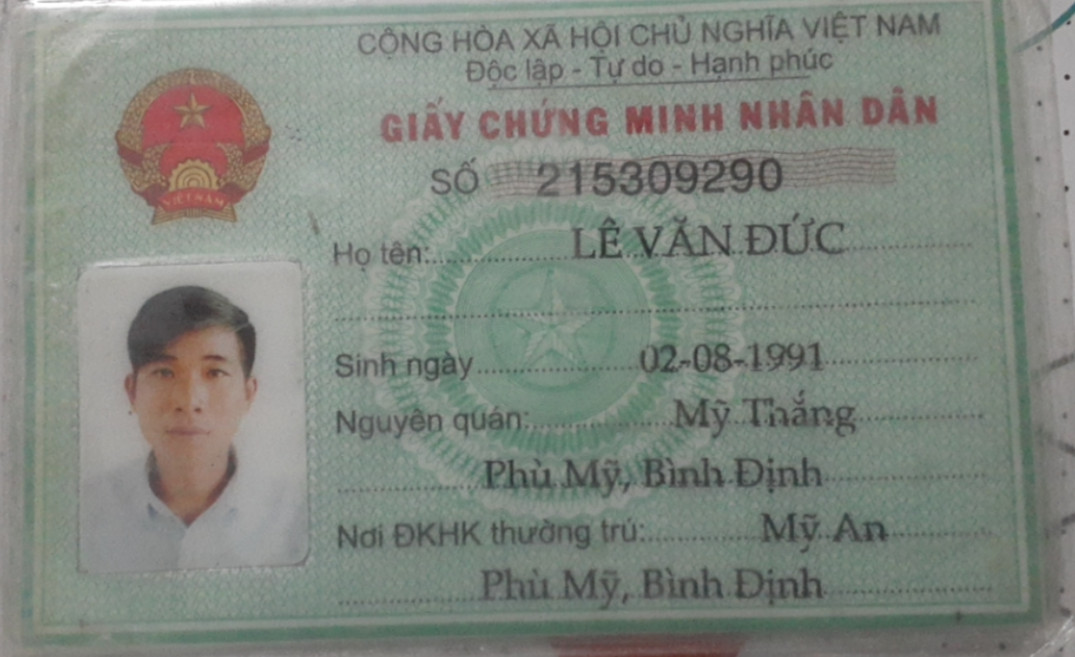 CỘNG HÒA XÃ HỘI CHỦ NGHĨA VIỆT NAM
Độc lập - Tự do - Hạnh phúc
GIẤY CHỨNG MINH NHÂN DÂN
SỐ 215309290
VIỆT NAM
Họ tên: LÊ VĂN ĐỨC
Sinh ngày 02-08-1991
Nguyên quán: Mỹ Thắng
Phù Mỹ, Bình Định
Nơi ĐKHK thường trú: Mỹ An
Phù Mỹ, Bình Định